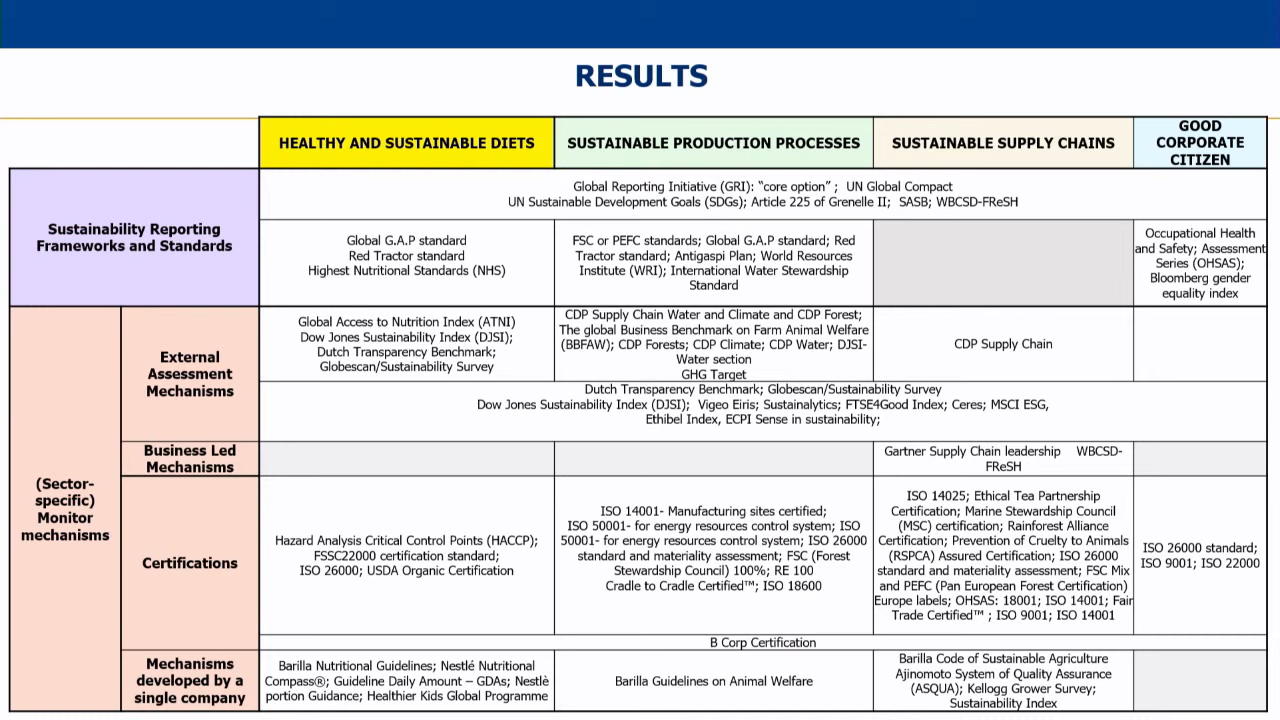 RESULTS
HEALTHY AND SUSTAINABLE DIETS
SUSTAINABLE PRODUCTION PROCESSES
SUSTAINABLE SUPPLY CHAINS
GOOD
CORPORATE
CITIZEN
Sustainability Reporting
Frameworks and Standards
Global Reporting Initiative (GRI): “core option” ; UN Global Compact
UN Sustainable Development Goals (SDGs); Article 225 of Grenelle II; SASB; WBCSD-FReSH
Global G.A.P standard
Red Tractor standard
Highest Nutritional Standards (NHS)
FSC or PEFC standards; Global G.A.P standard; Red
Tractor standard; Antigaspi Plan; World Resources
Institute (WRI); International Water Stewardship
Standard
Occupational Health
and Safety; Assessment
Series (OHSAS);
Bloomberg gender
equality index
(Sector-
specific)
Monitor
mechanisms
External
Assessment
Mechanisms
Global Access to Nutrition Index (ATNI)
Dow Jones Sustainability Index (DJSI);
Dutch Transparency Benchmark;
Globescan/Sustainability Survey
CDP Supply Chain Water and Climate and CDP Forest;
The global Business Benchmark on Farm Animal Welfare
(BBFAW); CDP Forests; CDP Climate; CDP Water; DJSI-
Water section
GHG Target
CDP Supply Chain
Dutch Transparency Benchmark; Globescan/Sustainability Survey
Dow Jones Sustainability Index (DJSI); Vigeo Eiris; Sustainalytics; FTSE4Good Index; Ceres; MSCI ESG,
Ethibel Index, ECPI Sense in sustainability;
Business Led
Mechanisms
Gartner Supply Chain leadership WBCSD-
FReSH
Certifications
Hazard Analysis Critical Control Points (HACCP);
FSSC22000 certification standard;
ISO 26000; USDA Organic Certification
ISO 14001- Manufacturing sites certified;
ISO 50001- for energy resources control system; ISO
50001- for energy resources control system; ISO 26000
standard and materiality assessment; FSC (Forest
Stewardship Council) 100%; RE 100
Cradle to Cradle Certified™; ISO 18600
ISO 14025; Ethical Tea Partnership
Certification; Marine Stewardship Council
(MSC) certification; Rainforest Alliance
Certification; Prevention of Cruelty to Animals
(RSPCA) Assured Certification; ISO 26000
standard and materiality assessment; FSC Mix
and PEFC (Pan European Forest Certification)
Europe labels; OHSAS: 18001; ISO 14001; Fair
Trade Certified™ ; ISO 9001; ISO 14001
ISO 26000 standard;
ISO 9001; ISO 22000
B Corp Certification
Mechanisms
developed by a
single company
Barilla Nutritional Guidelines; Nestlé Nutritional
Compass®; Guideline Daily Amount – GDAs; Nestlè
portion Guidance; Healthier Kids Global Programme
Barilla Guidelines on Animal Welfare
Barilla Code of Sustainable Agriculture
Ajinomoto System of Quality Assurance
(ASQUA); Kellogg Grower Survey;
Sustainability Index